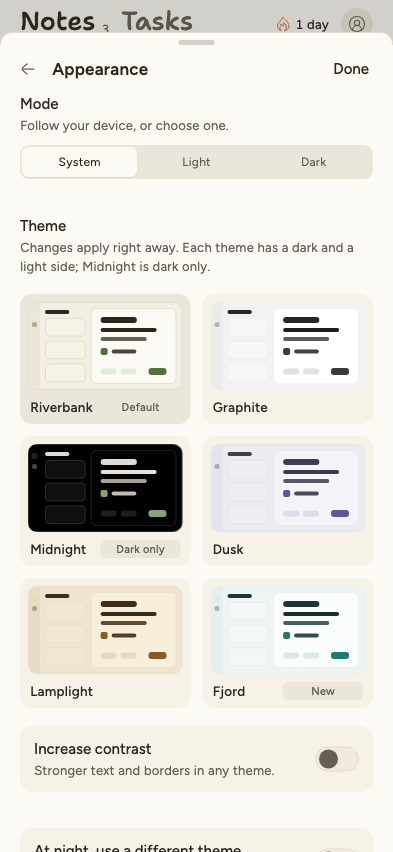 Notes 3 Tasks
1 day
Appearance
Done
Mode
Follow your device, or choose one.
System
Light
Dark
Theme
Changes apply right away. Each theme has a dark and a
light side; Midnight is dark only.
Riverbank
Default
Graphite
Midnight
Dark only
Dusk
Lamplight
Fjord
New
Increase contrast
Stronger text and borders in any theme.
At night, use a different theme